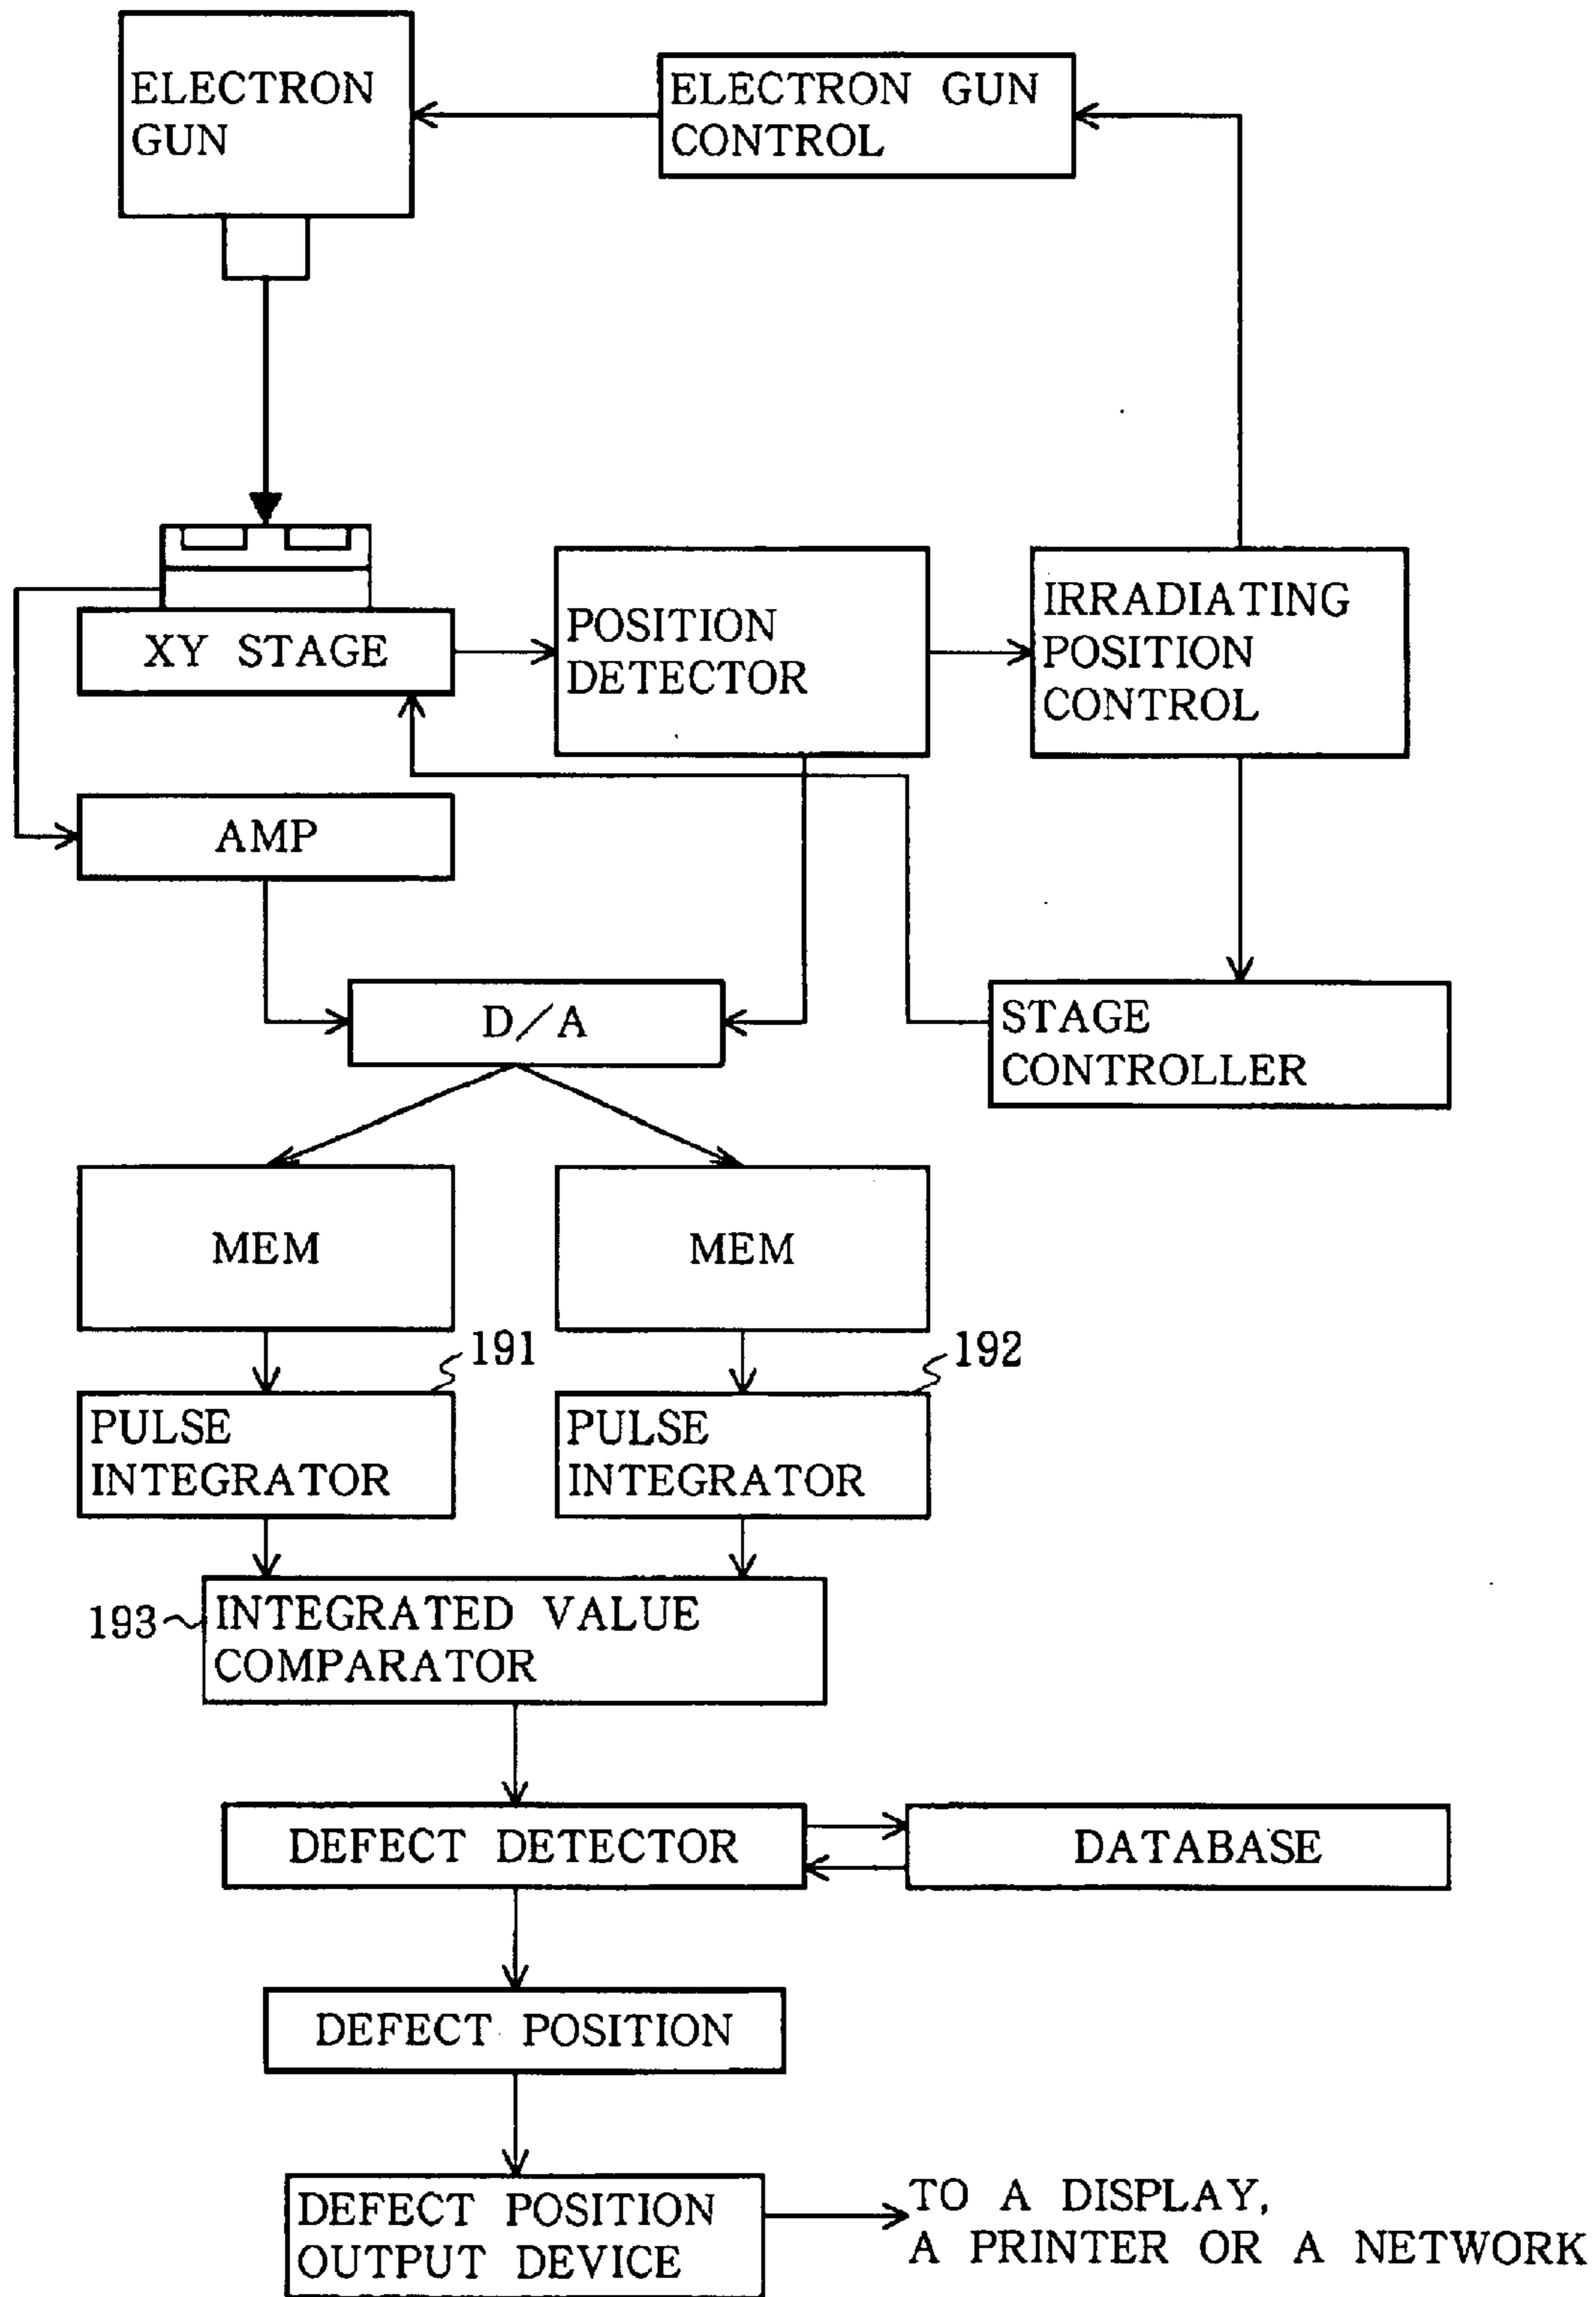 ELECTRON
GUN
ELECTRON GUN
CONTROL
XY STAGE
POSITION
DETECTOR
IRRADIATING
POSITION
CONTROL
AMP
D/A
STAGE
CONTROLLER
MEM
MEM
191
192
PULSE
INTEGRATOR
PULSE
INTEGRATOR
193
INTEGRATED VALUE
COMPARATOR
DEFECT DETECTOR
DATABASE
DEFECT POSITION
DEFECT POSITION
OUTPUT DEVICE
TO A DISPLAY,
A PRINTER OR A NETWORK